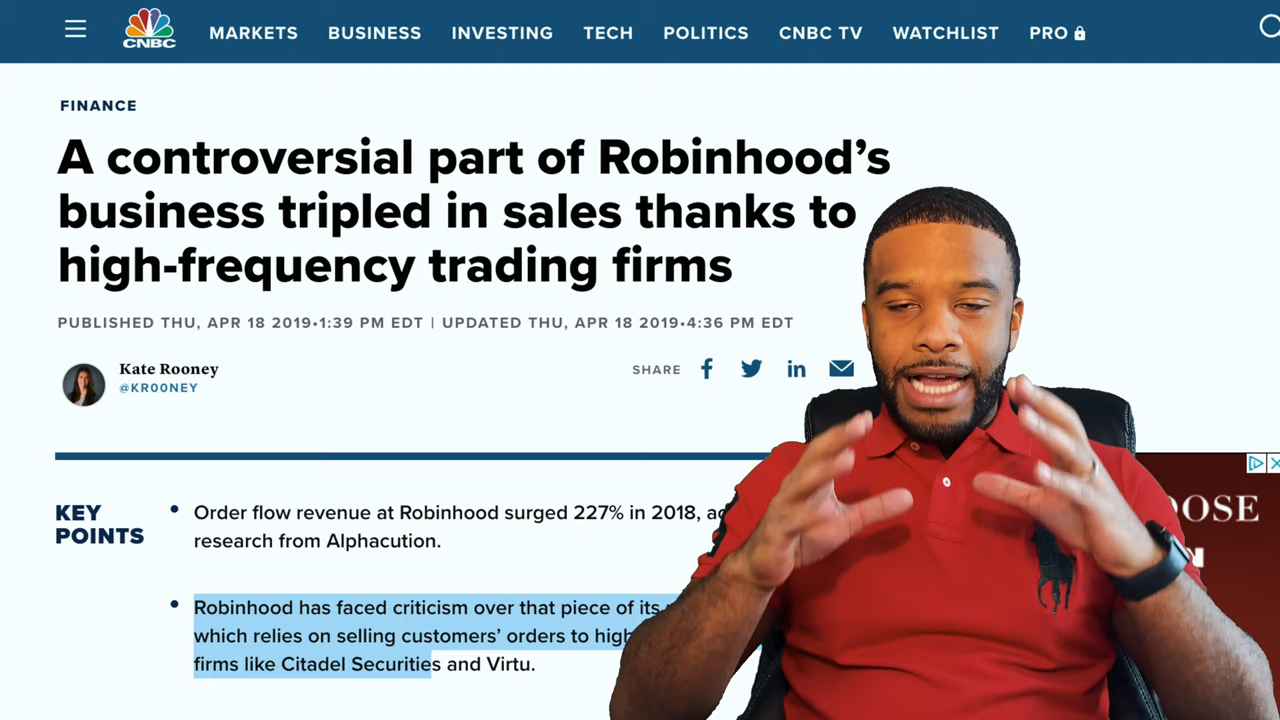 CNBC
MARKETS BUSINESS INVESTING TECH POLITICS CNBC TV WATCHLIST PRO
FINANCE
A controversial part of Robinhood’s
business tripled in sales thanks to
high-frequency trading firms
PUBLISHED THU, APR 18 2019•1:39 PM EDT | UPDATED THU, APR 18 2019•4:36 PM EDT
Kate Rooney
@KR00NEY
SHARE
KEY
POINTS
• Order flow revenue at Robinhood surged 227% in 2018,
research from Alphacution.
• Robinhood has faced criticism over that piece of its
which relies on selling customers’ orders to
firms like Citadel Securities and Virtu.